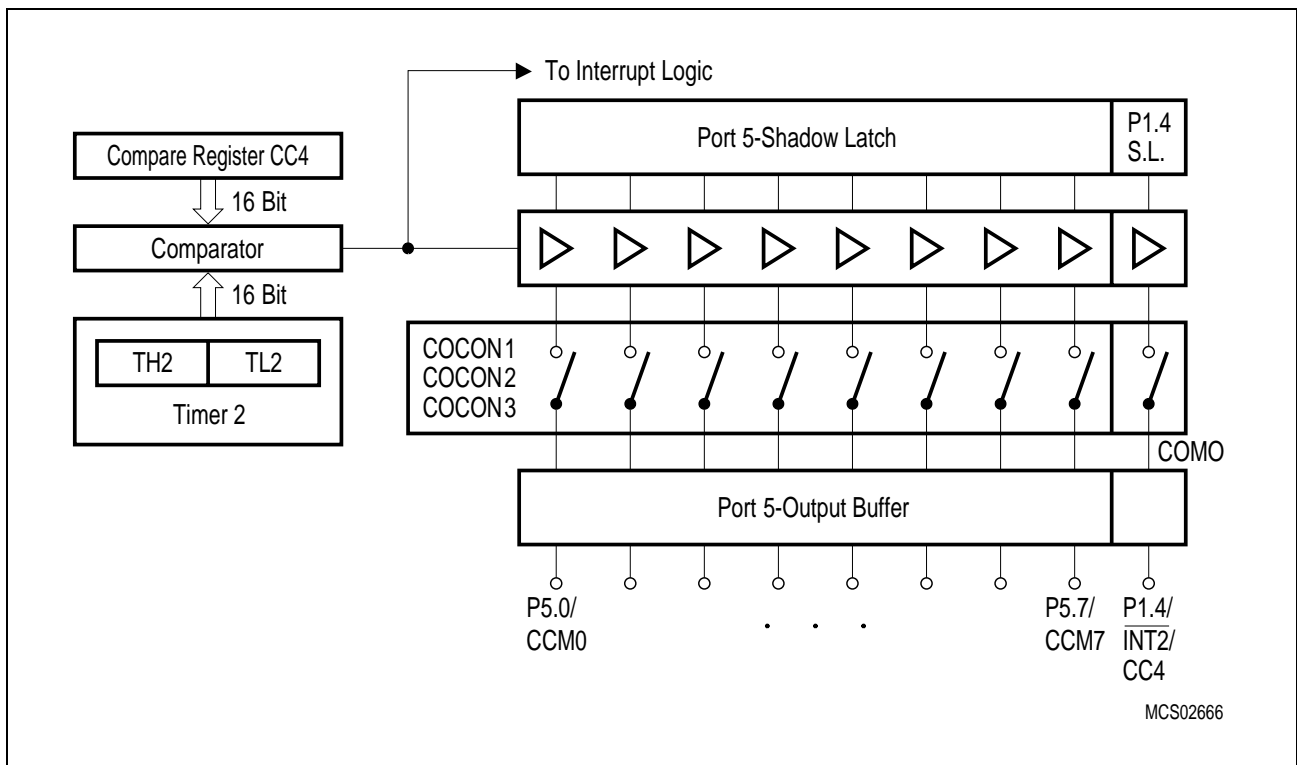 To Interrupt Logic
Compare Register CC4
16 Bit
Comparator
16 Bit
TH2 TL2
Timer 2
Port 5-Shadow Latch
P1.4
S.L.
COCON1
COCON2
COCON3
COMO
Port 5-Output Buffer
P5.0/
CCM0
. . .
P5.7/
CCM7
P1.4/
INT2/
CC4
MCS02666